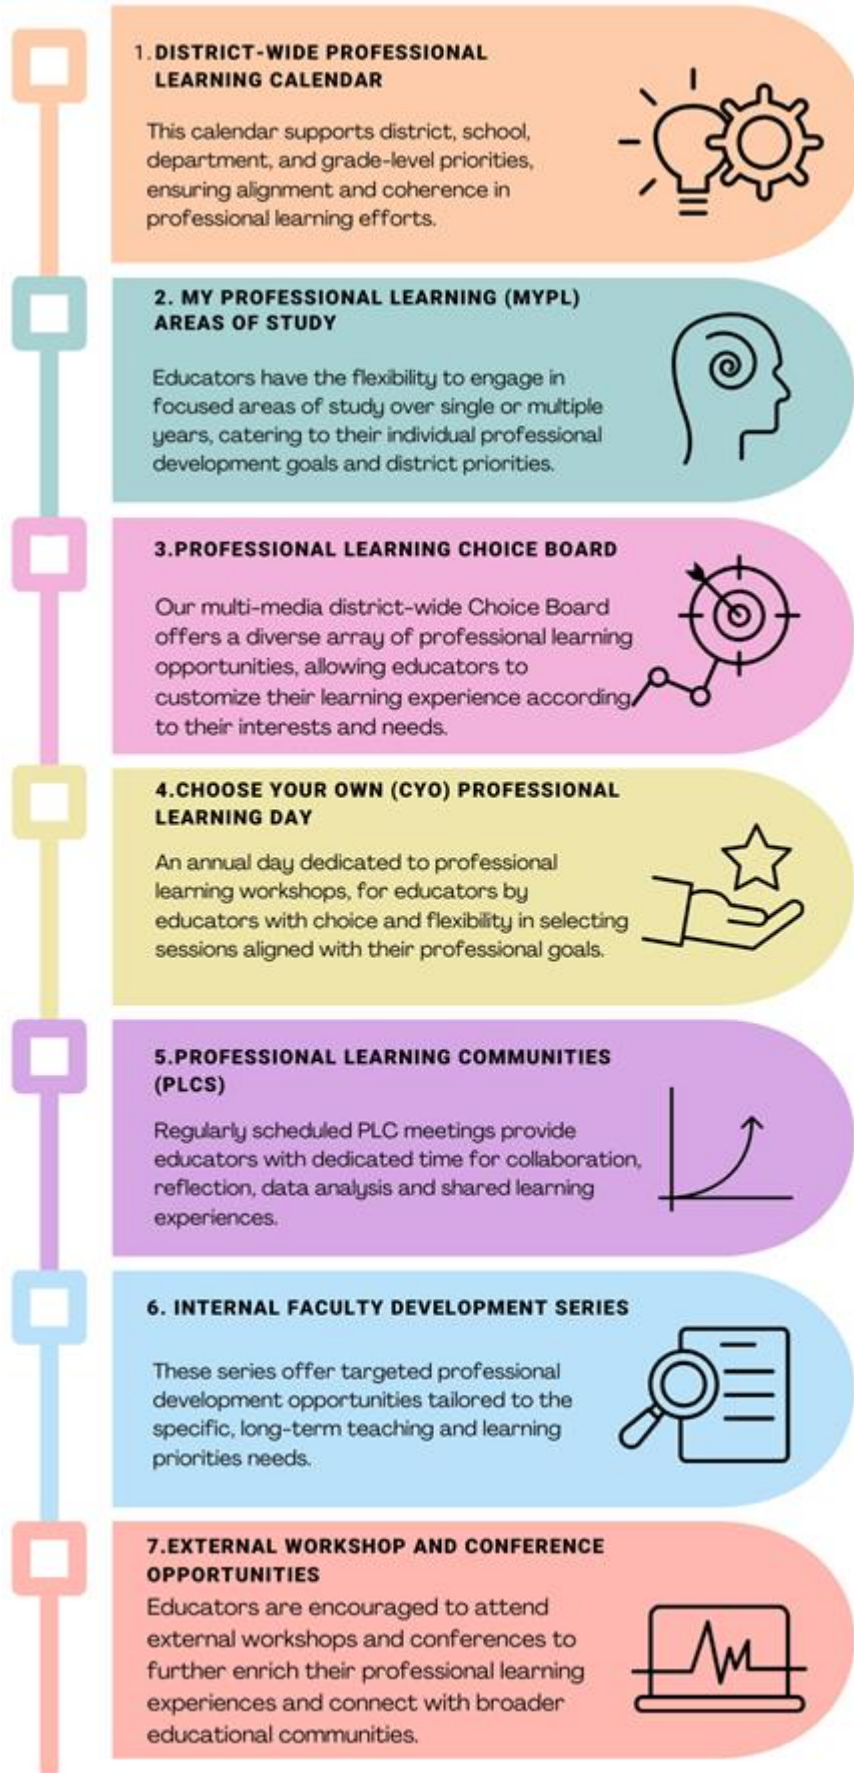 1. DISTRICT-WIDE PROFESSIONAL
LEARNING CALENDAR
This calendar supports district, school,
department, and grade-level priorities,
ensuring alignment and coherence in
professional learning efforts.
2. MY PROFESSIONAL LEARNING (MYPL)
AREAS OF STUDY
Educators have the flexibility to engage in
focused areas of study over single or multiple
years, catering to their individual professional
development goals and district priorities.
3.PROFESSIONAL LEARNING CHOICE BOARD
Our multi-media district-wide Choice Board
offers a diverse array of professional learning
opportunities, allowing educators to
customize their learning experience according
to their interests and needs.
4.CHOOSE YOUR OWN (CYO) PROFESSIONAL
LEARNING DAY
An annual day dedicated to professional
learning workshops, for educators by
educators with choice and flexibility in selecting
sessions aligned with their professional goals.
5.PROFESSIONAL LEARNING COMMUNITIES
(PLCS)
Regularly scheduled PLC meetings provide
educators with dedicated time for collaboration,
reflection, data analysis and shared learning
experiences.
6. INTERNAL FACULTY DEVELOPMENT SERIES
These series offer targeted professional
development opportunities tailored to the
specific, long-term teaching and learning
priorities needs.
7.EXTERNAL WORKSHOP AND CONFERENCE
OPPORTUNITIES
Educators are encouraged to attend
external workshops and conferences to
further enrich their professional learning
experiences and connect with broader
educational communities.